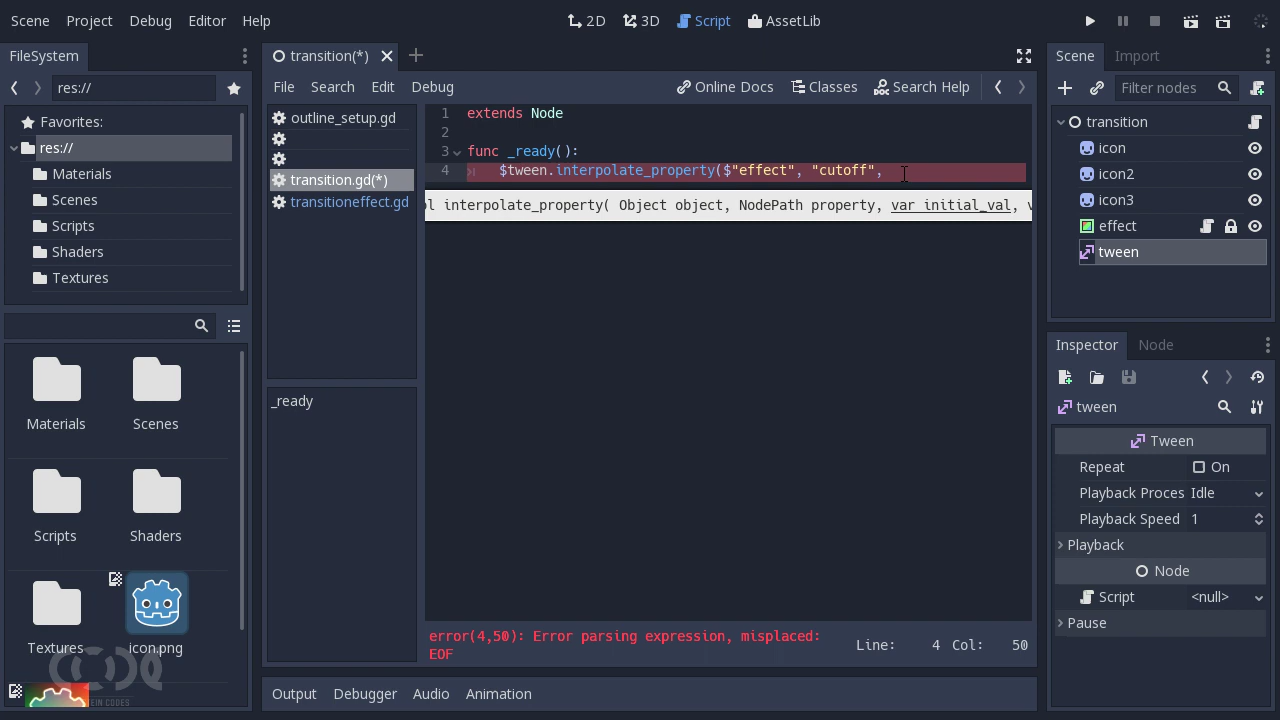 Scene Project Debug Editor Help
2D 3D Script AssetLib
FileSystem
res://
Favorites:
res://
Materials
Scenes
Scripts
Shaders
Textures
Materials
Scenes
Scripts
Shaders
Textures
icon.png
transition(*)
File Search Edit Debug
Online Docs Classes Search Help
outline_setup.gd
transition.gd(*)
transitioneffect.gd
_ready
1 extends Node
2
3 func _ready():
4 $tween.interpolate_property($"effect", "cutoff",
interpolate_property( Object object, NodePath property, var initial_val,
error(4,50): Error parsing expression, misplaced:
EOF
Line: 4 Col: 50
Output Debugger Audio Animation
Scene Import
Filter nodes
transition
icon
icon2
icon3
effect
tween
Inspector Node
tween
Tween
Repeat On
Playback Proces Idle
Playback Speed 1
Playback
Node
Script <null>
Pause